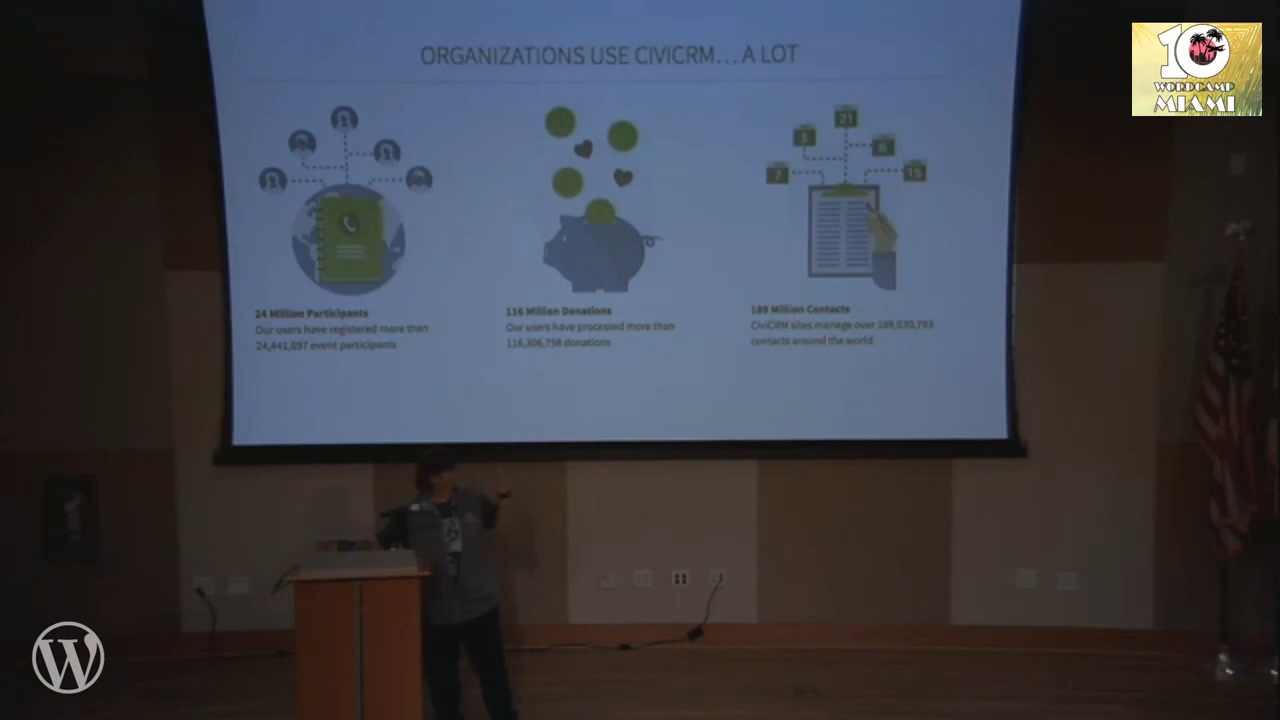 ORGANIZATIONS USE CIVICRM... A LOT
10
WORDCAMP
MIAMI
21
3
6
7
15
24 Million Participants
Our users have registered more than
24,441,697 event participants
116 Million Donations
Our users have processed more than
116,306,758 donations
189 Million Contacts
CiviCRM sites manage over 189,030,793
contacts around the world
W